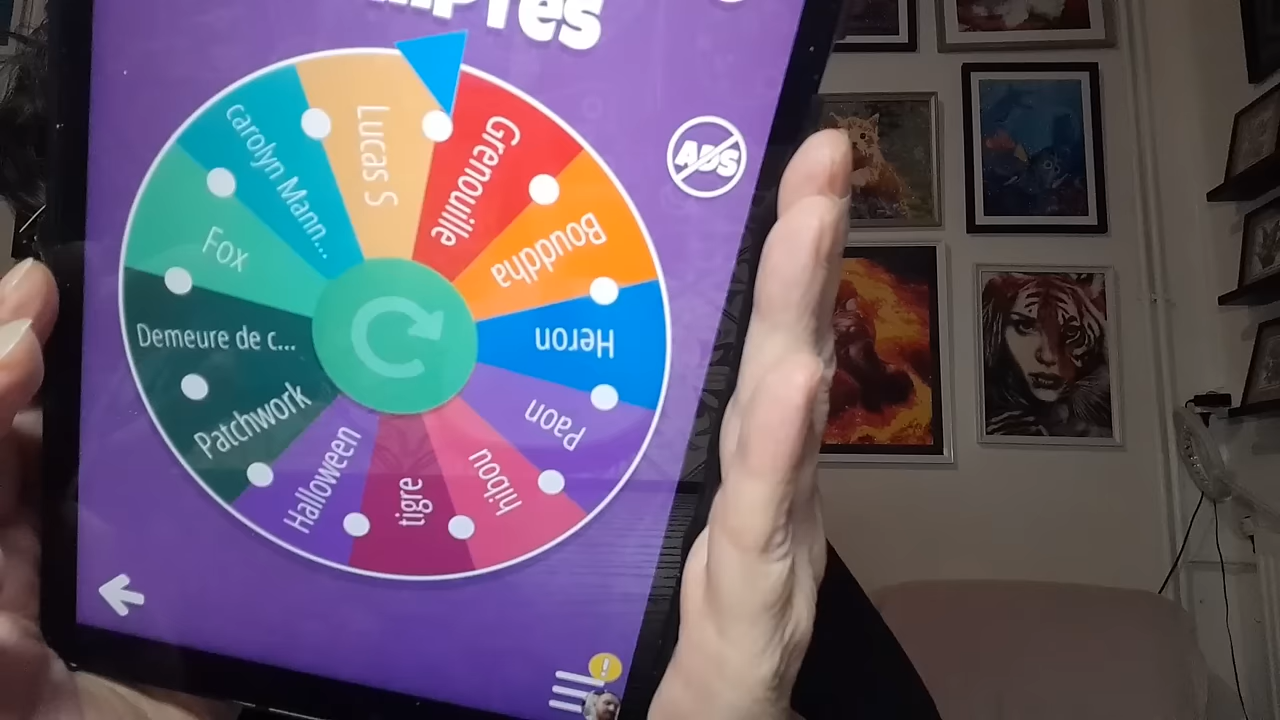 ADS
Grenouille
Bouddha
Heron
Paon
hibou
tigre
Halloween
Patchwork
Demeure de c...
Fox
carolyn Mann...
Lucas S
!